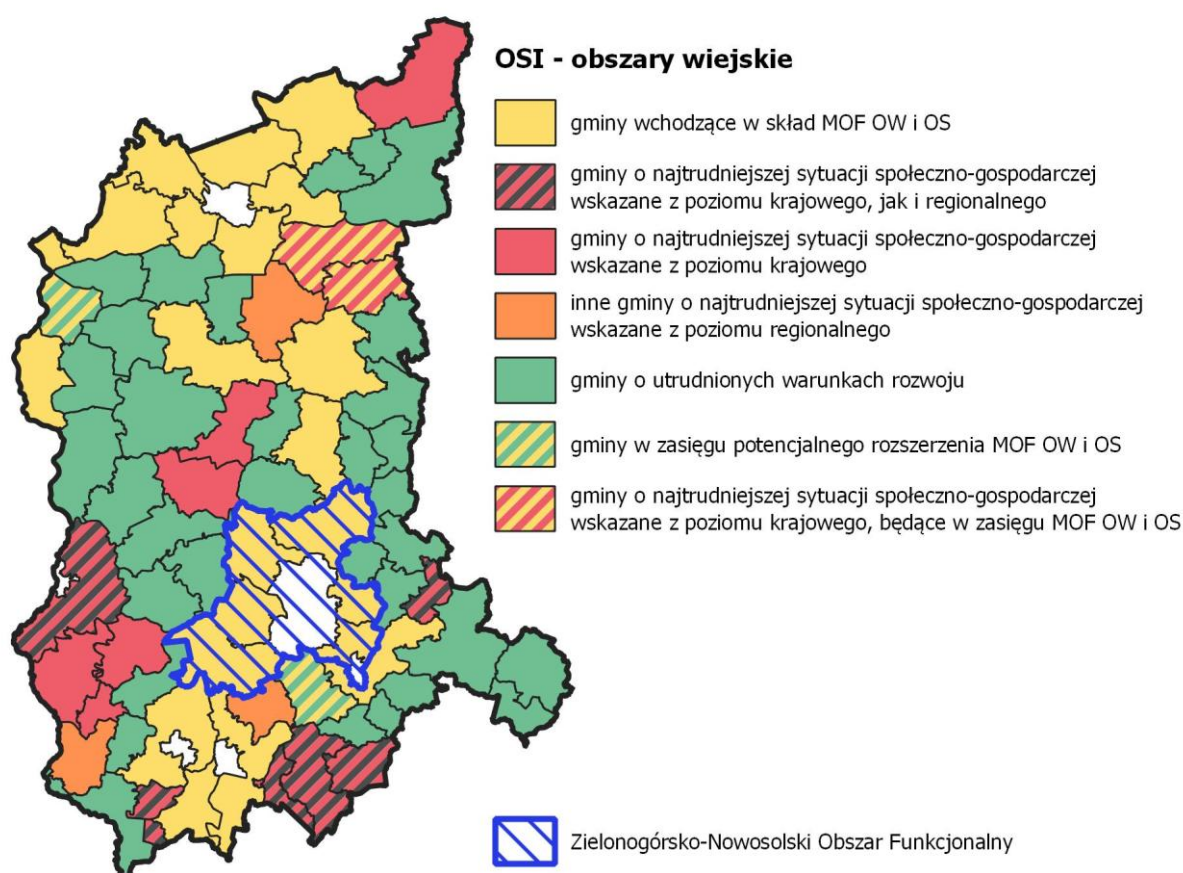 OSI - obszary wiejskie
gminy wchodzące w skład MOF OW i OS
gminy o najtrudniejszej sytuacji społeczno-gospodarczej
wskazane z poziomu krajowego, jak i regionalnego
gminy o najtrudniejszej sytuacji społeczno-gospodarczej
wskazane z poziomu krajowego
inne gminy o najtrudniejszej sytuacji społeczno-gospodarczej
wskazane z poziomu regionalnego
gminy o utrudnionych warunkach rozwoju
gminy w zasięgu potencjalnego rozszerzenia MOF OW i OS
gminy o najtrudniejszej sytuacji społeczno-gospodarczej
wskazane z poziomu krajowego, będące w zasięgu MOF OW i OS
Zielonogórsko-Nowosolski Obszar Funkcjonalny